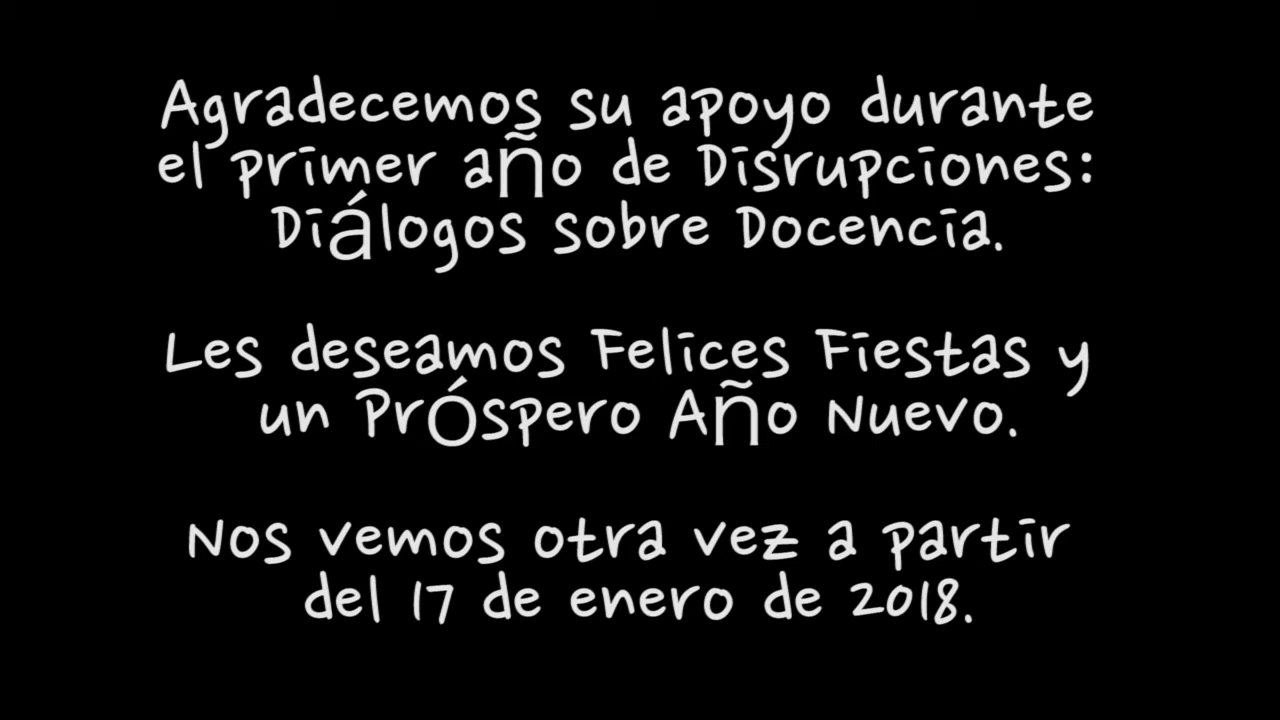 Agradecemos su apoyo durante
el primer año de Disrupciones:
Diálogos sobre Docencia.
Les deseamos Felices Fiestas y
un Próspero Año Nuevo.
Nos vemos otra vez a partir
del 17 de enero de 2018.